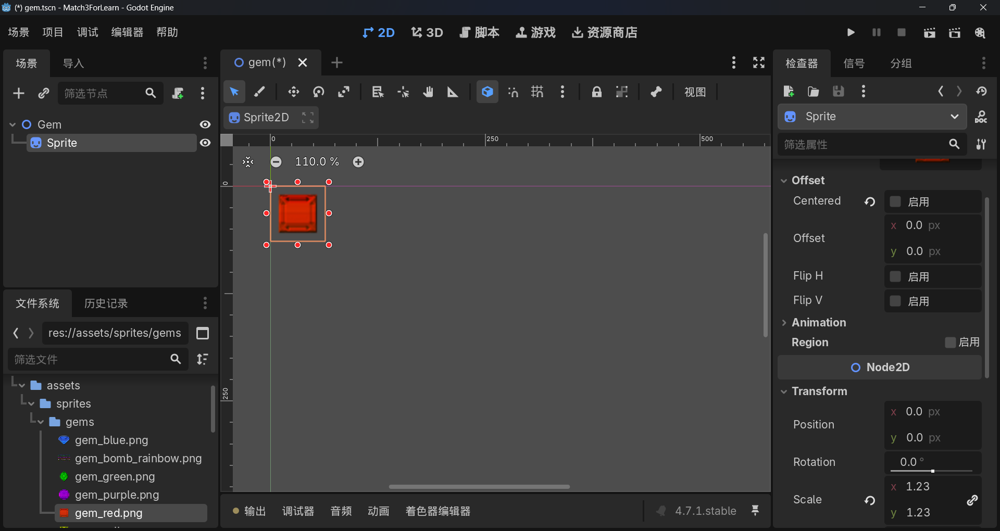 (*) gem.tscn - Match3ForLearn - Godot Engine
场景 项目 调试 编辑器 帮助
2D 3D 脚本 游戏 资源商店
场景 导入
筛选节点
Gem
Sprite
文件系统 历史记录
res://assets/sprites/gems
筛选文件
assets
sprites
gems
gem_blue.png
gem_bomb_rainbow.png
gem_green.png
gem_purple.png
gem_red.png
gem(*)
视图
Sprite2D
0 250 500
110.0 %
0
250
输出 调试器 音频 动画 着色器编辑器 4.7.1.stable
检查器 信号 分组
Sprite
DOC
筛选属性
Offset
Centered 启用
Offset x 0.0 px
y 0.0 px
Flip H 启用
Flip V 启用
Animation
Region 启用
Node2D
Transform
Position x 0.0 px
y 0.0 px
Rotation 0.0 °
Scale x 1.23
y 1.23